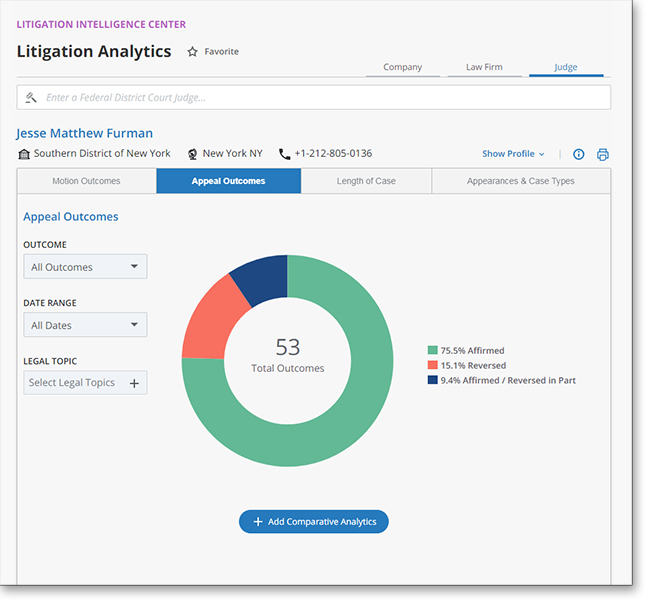 LITIGATION INTELLIGENCE CENTER
Litigation Analytics Favorite
Company Law Firm Judge
Enter a Federal District Court Judge...
Jesse Matthew Furman
Southern District of New York New York NY +1-212-805-0136 Show Profile
Motion Outcomes Appeal Outcomes Length of Case Appearances & Case Types
Appeal Outcomes
OUTCOME
All Outcomes
DATE RANGE
All Dates
LEGAL TOPIC
Select Legal Topics +
53
Total Outcomes
75.5% Affirmed
15.1% Reversed
9.4% Affirmed / Reversed in Part
+ Add Comparative Analytics